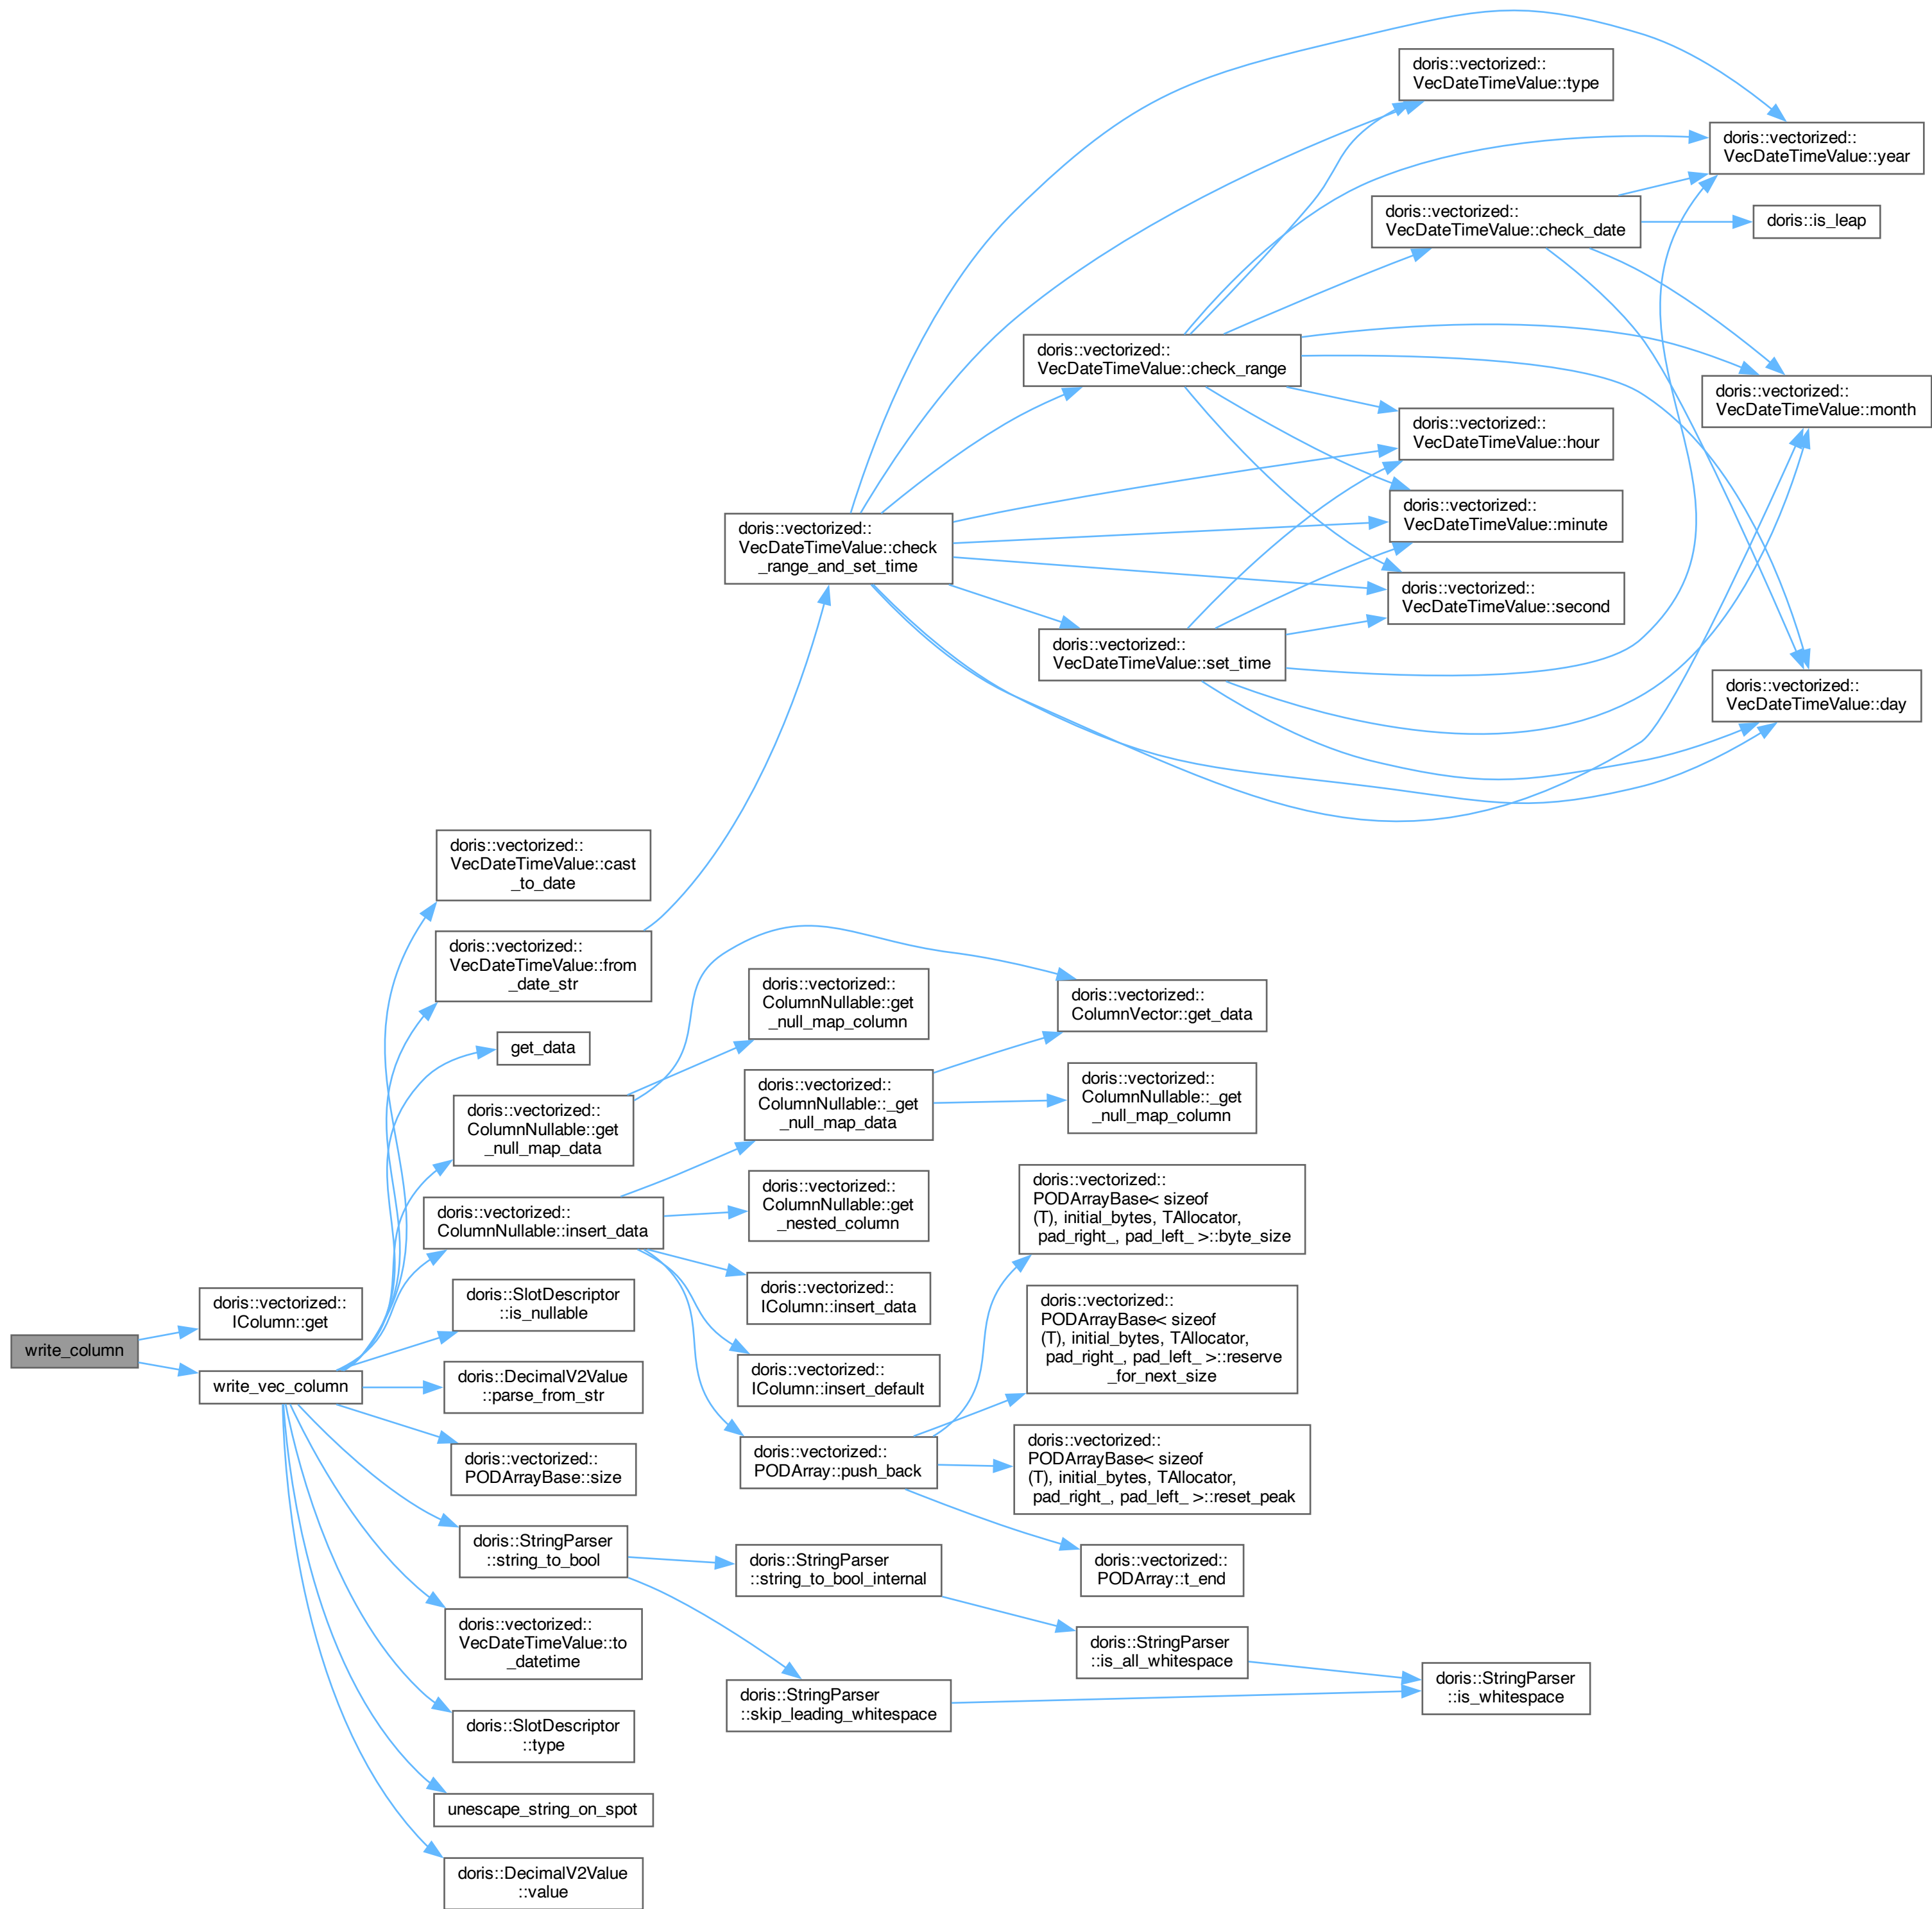 write_column
doris::vectorized::
IColumn::get
write_vec_column
doris::vectorized::
VecDateTimeValue::cast
_to_date
doris::vectorized::
VecDateTimeValue::from
_date_str
get_data
doris::vectorized::
ColumnNullable::get
_null_map_data
doris::vectorized::
ColumnNullable::insert_data
doris::SlotDescriptor
::is_nullable
doris::DecimalV2Value
::parse_from_str
doris::vectorized::
PODArrayBase::size
doris::StringParser
::string_to_bool
doris::vectorized::
VecDateTimeValue::to
_datetime
doris::SlotDescriptor
::type
unescape_string_on_spot
doris::DecimalV2Value
::value
doris::vectorized::
VecDateTimeValue::check
_range_and_set_time
doris::vectorized::
ColumnNullable::get
_null_map_column
doris::vectorized::
ColumnNullable::_get
_null_map_data
doris::vectorized::
ColumnNullable::get
_nested_column
doris::vectorized::
IColumn::insert_data
doris::vectorized::
IColumn::insert_default
doris::vectorized::
PODArray::push_back
doris::StringParser
::string_to_bool_internal
doris::StringParser
::skip_leading_whitespace
doris::vectorized::
VecDateTimeValue::check_range
doris::vectorized::
VecDateTimeValue::set_time
doris::vectorized::
ColumnVector::get_data
doris::vectorized::
ColumnNullable::_get
_null_map_column
doris::vectorized::
PODArrayBase< sizeof
(T), initial_bytes, TAllocator,
pad_right_, pad_left_ >::byte_size
doris::vectorized::
PODArrayBase< sizeof
(T), initial_bytes, TAllocator,
pad_right_, pad_left_ >::reserve
_for_next_size
doris::vectorized::
PODArrayBase< sizeof
(T), initial_bytes, TAllocator,
pad_right_, pad_left_ >::reset_peak
doris::vectorized::
PODArray::t_end
doris::StringParser
::is_all_whitespace
doris::vectorized::
VecDateTimeValue::type
doris::vectorized::
VecDateTimeValue::check_date
doris::vectorized::
VecDateTimeValue::hour
doris::vectorized::
VecDateTimeValue::minute
doris::vectorized::
VecDateTimeValue::second
doris::StringParser
::is_whitespace
doris::vectorized::
VecDateTimeValue::year
doris::is_leap
doris::vectorized::
VecDateTimeValue::month
doris::vectorized::
VecDateTimeValue::day